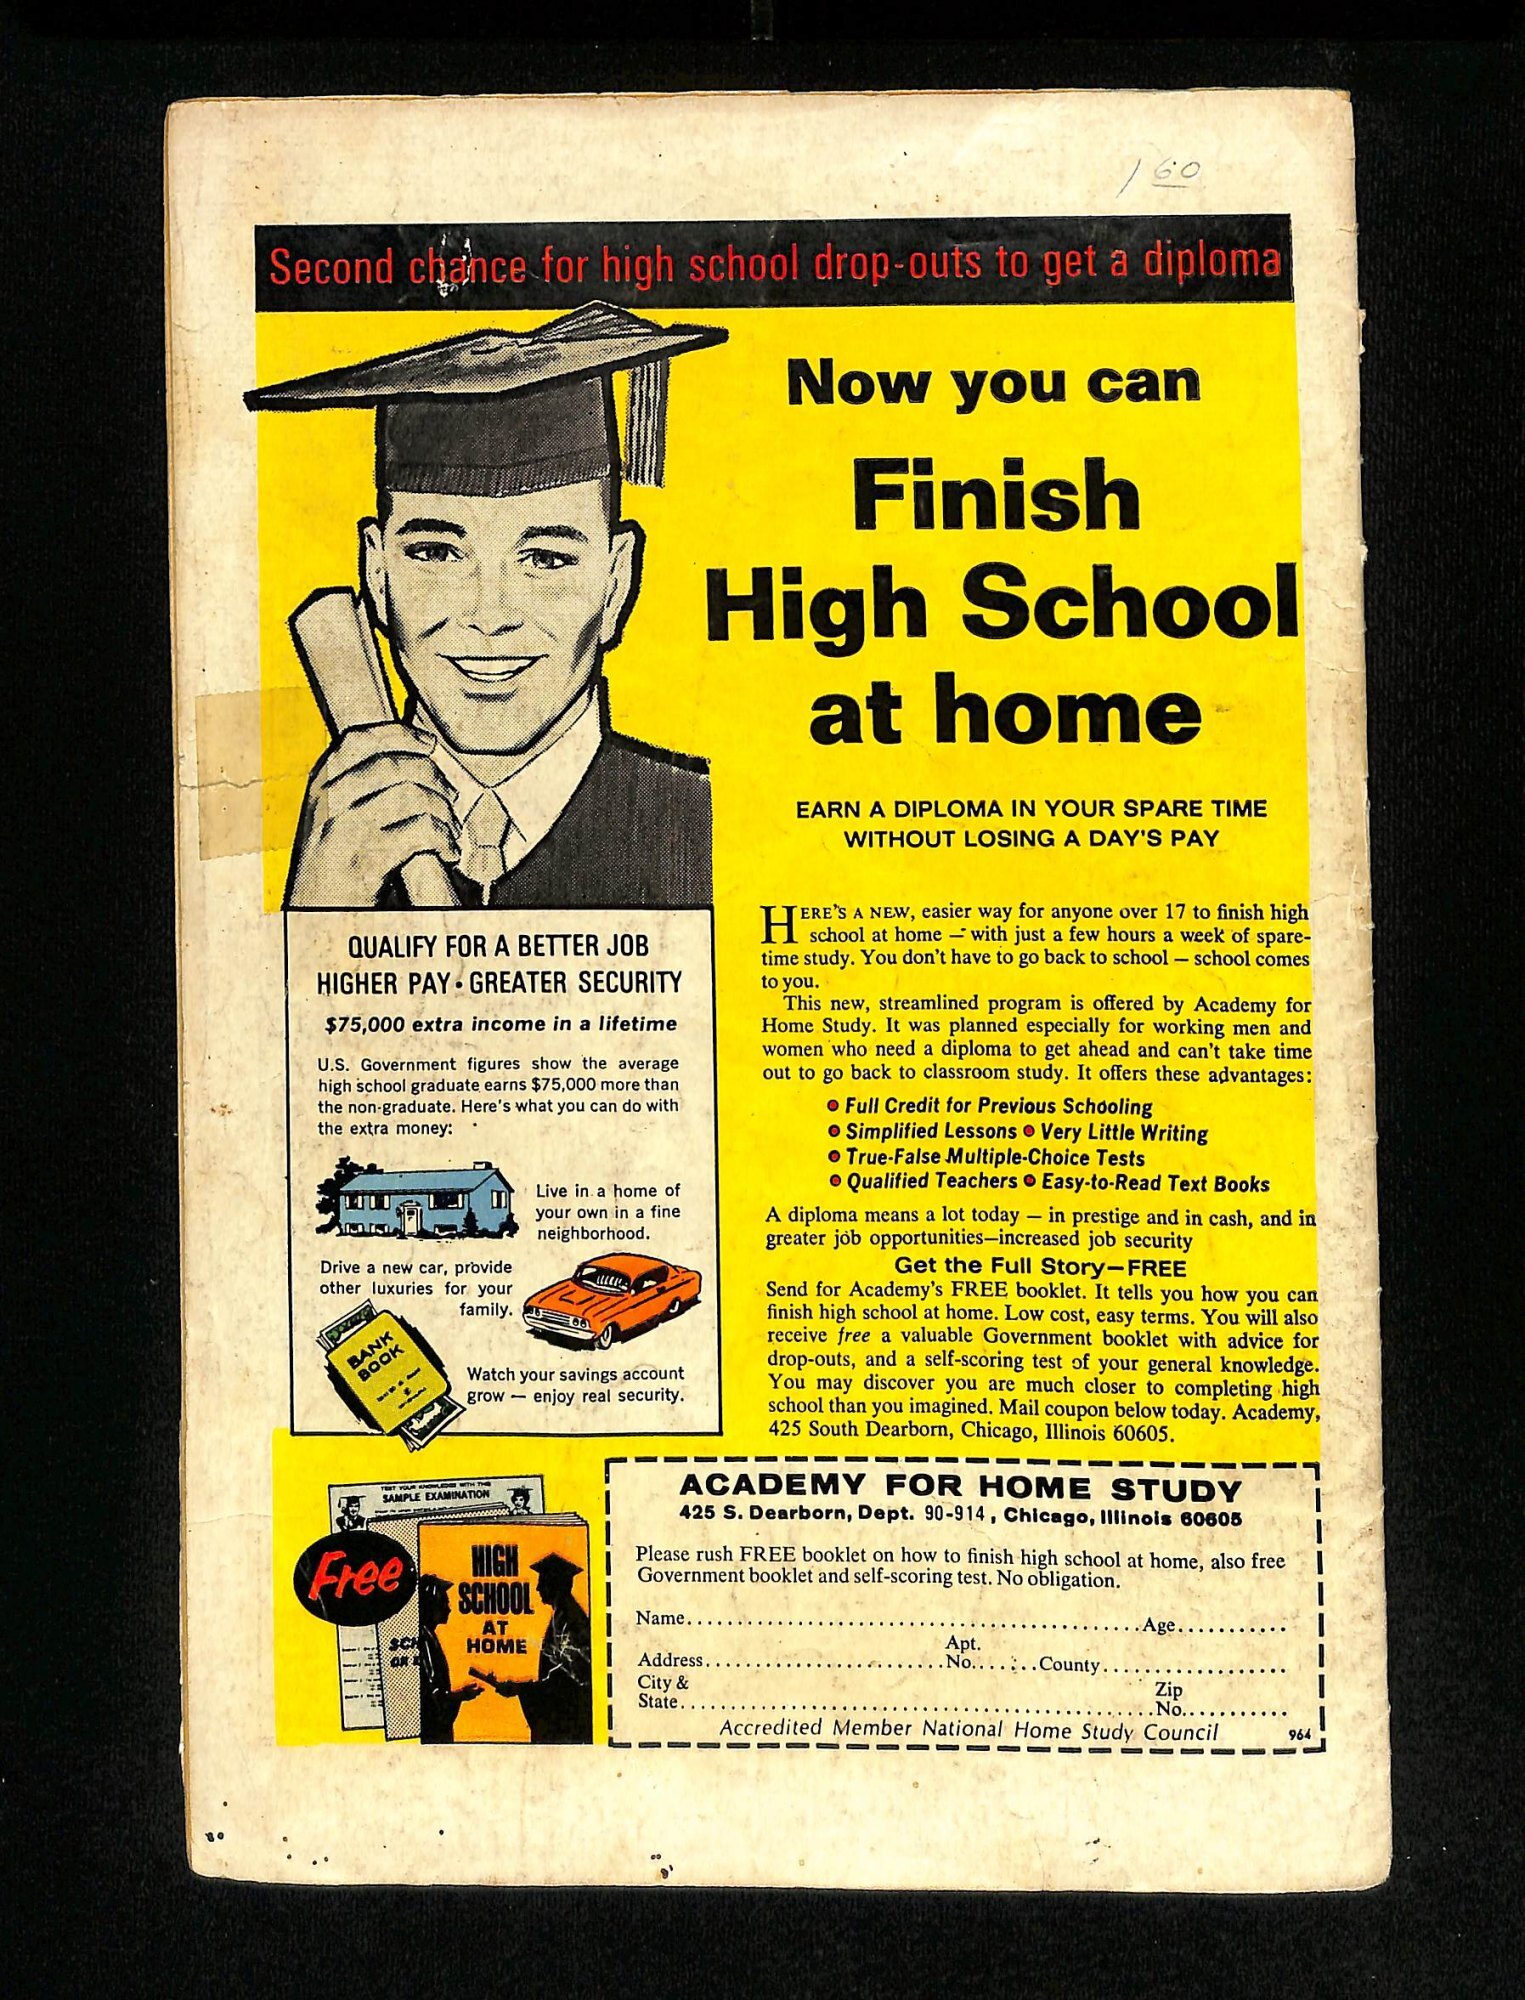 1 60
Second chance for high school drop-outs to get a diploma
Now you can
Finish
High School
at home
EARN A DIPLOMA IN YOUR SPARE TIME
WITHOUT LOSING A DAY'S PAY
HERE'S A NEW, easier way for anyone over 17 to finish high
school at home — with just a few hours a week of spare-
time study. You don't have to go back to school — school comes
to you.
This new, streamlined program is offered by Academy for
Home Study. It was planned especially for working men and
women who need a diploma to get ahead and can't take time
out to go back to classroom study. It offers these advantages:
• Full Credit for Previous Schooling
• Simplified Lessons • Very Little Writing
• True-False Multiple-Choice Tests
• Qualified Teachers • Easy-to-Read Text Books
A diploma means a lot today — in prestige and in cash, and in
greater job opportunities—increased job security
Get the Full Story—FREE
Send for Academy's FREE booklet. It tells you how you can
finish high school at home. Low cost, easy terms. You will also
receive free a valuable Government booklet with advice for
drop-outs, and a self-scoring test of your general knowledge.
You may discover you are much closer to completing high
school than you imagined. Mail coupon below today. Academy,
425 South Dearborn, Chicago, Illinois 60605.
QUALIFY FOR A BETTER JOB
HIGHER PAY • GREATER SECURITY
$75,000 extra income in a lifetime
U.S. Government figures show the average
high school graduate earns $75,000 more than
the non-graduate. Here's what you can do with
the extra money:
Live in a home of
your own in a fine
neighborhood.
Drive a new car, provide
other luxuries for your
family.
BANK
BOOK
Watch your savings account
grow — enjoy real security.
TEST YOUR KNOWLEDGE WITH THIS
SAMPLE EXAMINATION
Free
HIGH
SCHOOL
AT
HOME
SCH
OR
ACADEMY FOR HOME STUDY
425 S. Dearborn, Dept. 90-914, Chicago, Illinois 60605
Please rush FREE booklet on how to finish high school at home, also free
Government booklet and self-scoring test. No obligation.
Name..............................................Age...........
Apt.
Address........................No.......County..................
City &
State................................................
Zip
No...........
Accredited Member National Home Study Council
964